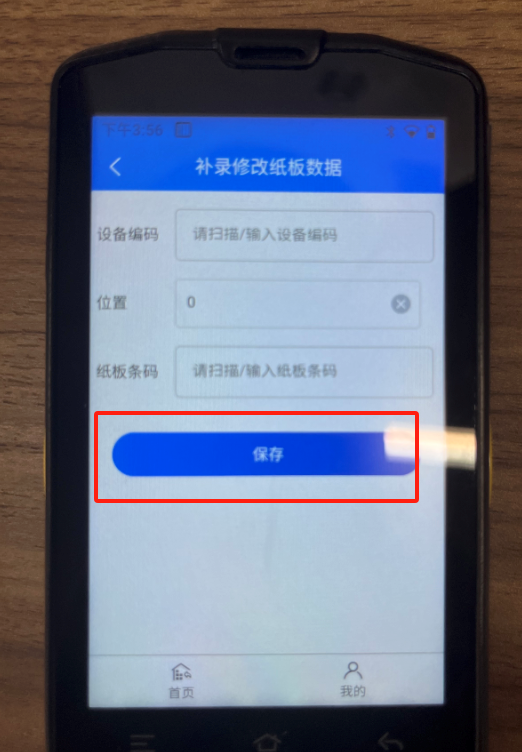 下午3:56
补录修改纸板数据
设备编码 请扫描/输入设备编码
位置 0
纸板条码 请扫描/输入纸板条码
保存
首页 我的